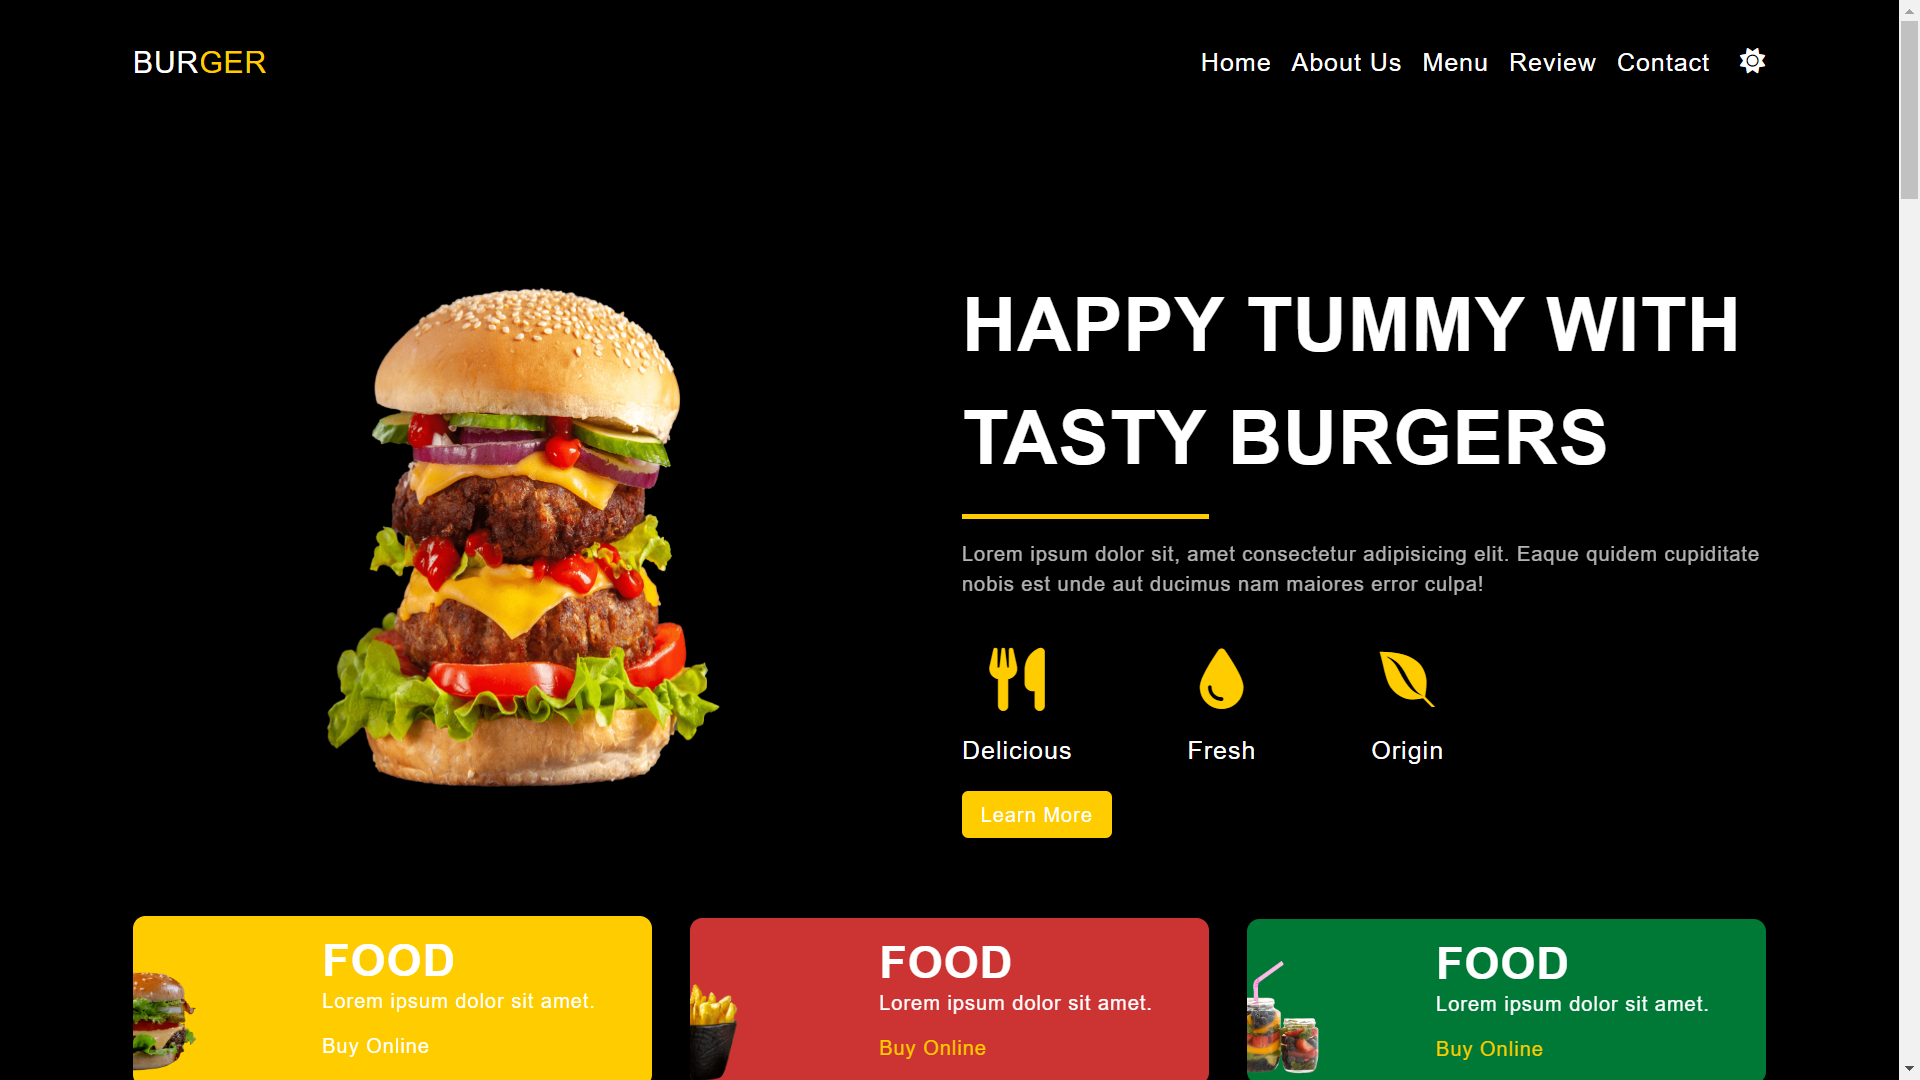 BURGER
Home About Us Menu Review Contact
HAPPY TUMMY WITH
TASTY BURGERS
Lorem ipsum dolor sit, amet consectetur adipisicing elit. Eaque quidem cupiditate
nobis est unde aut ducimus nam maiores error culpa!
Delicious Fresh Origin
Learn More
FOOD
Lorem ipsum dolor sit amet.
Buy Online
FOOD
Lorem ipsum dolor sit amet.
Buy Online
FOOD
Lorem ipsum dolor sit amet.
Buy Online